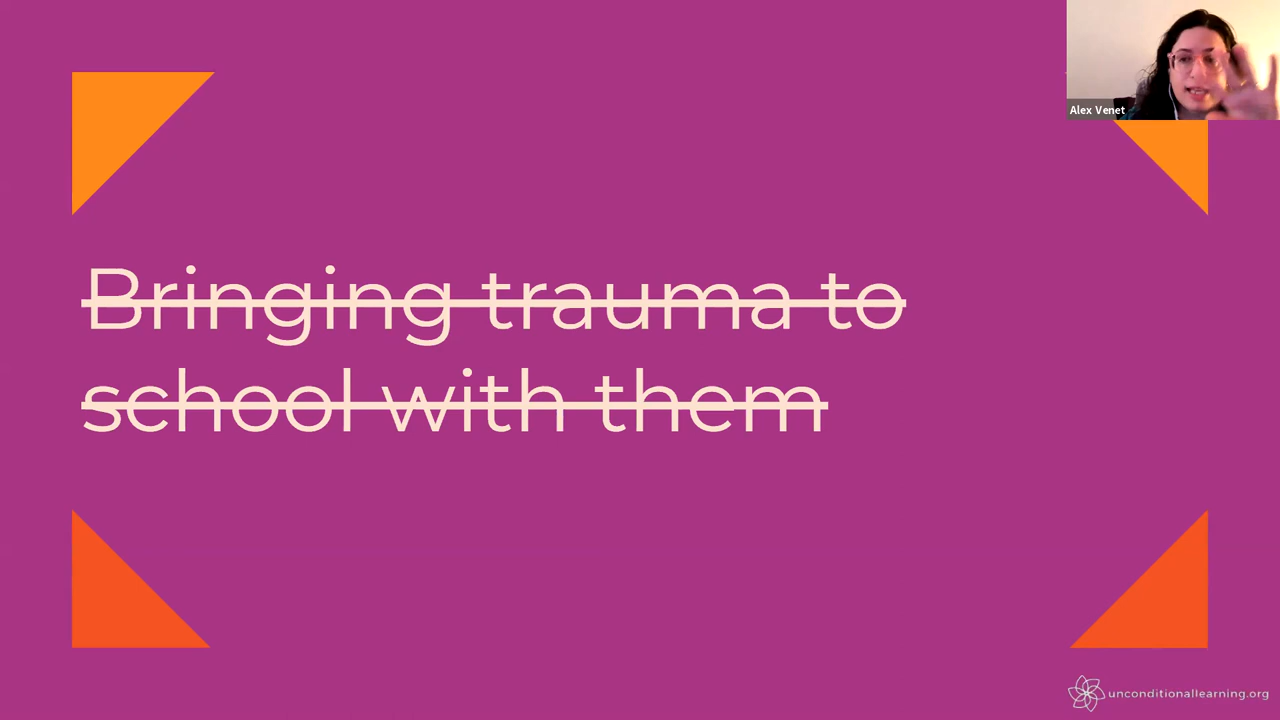 Alex Venet
Bringing trauma to
school with them
unconditionallearning.org